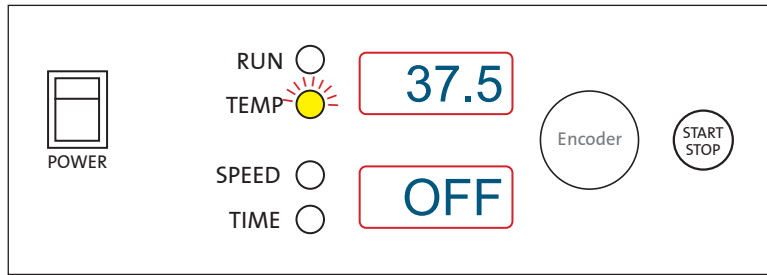 POWER
RUN
TEMP
37.5
SPEED
TIME
OFF
Encoder
START
STOP